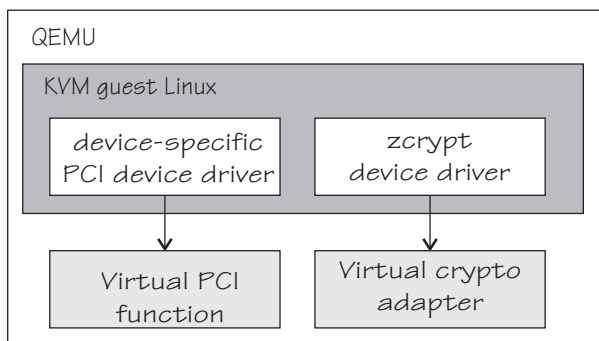 QEMU
KVM guest Linux
device-specific
PCI device driver
zcrypt
device driver
Virtual PCI
function
Virtual crypto
adapter